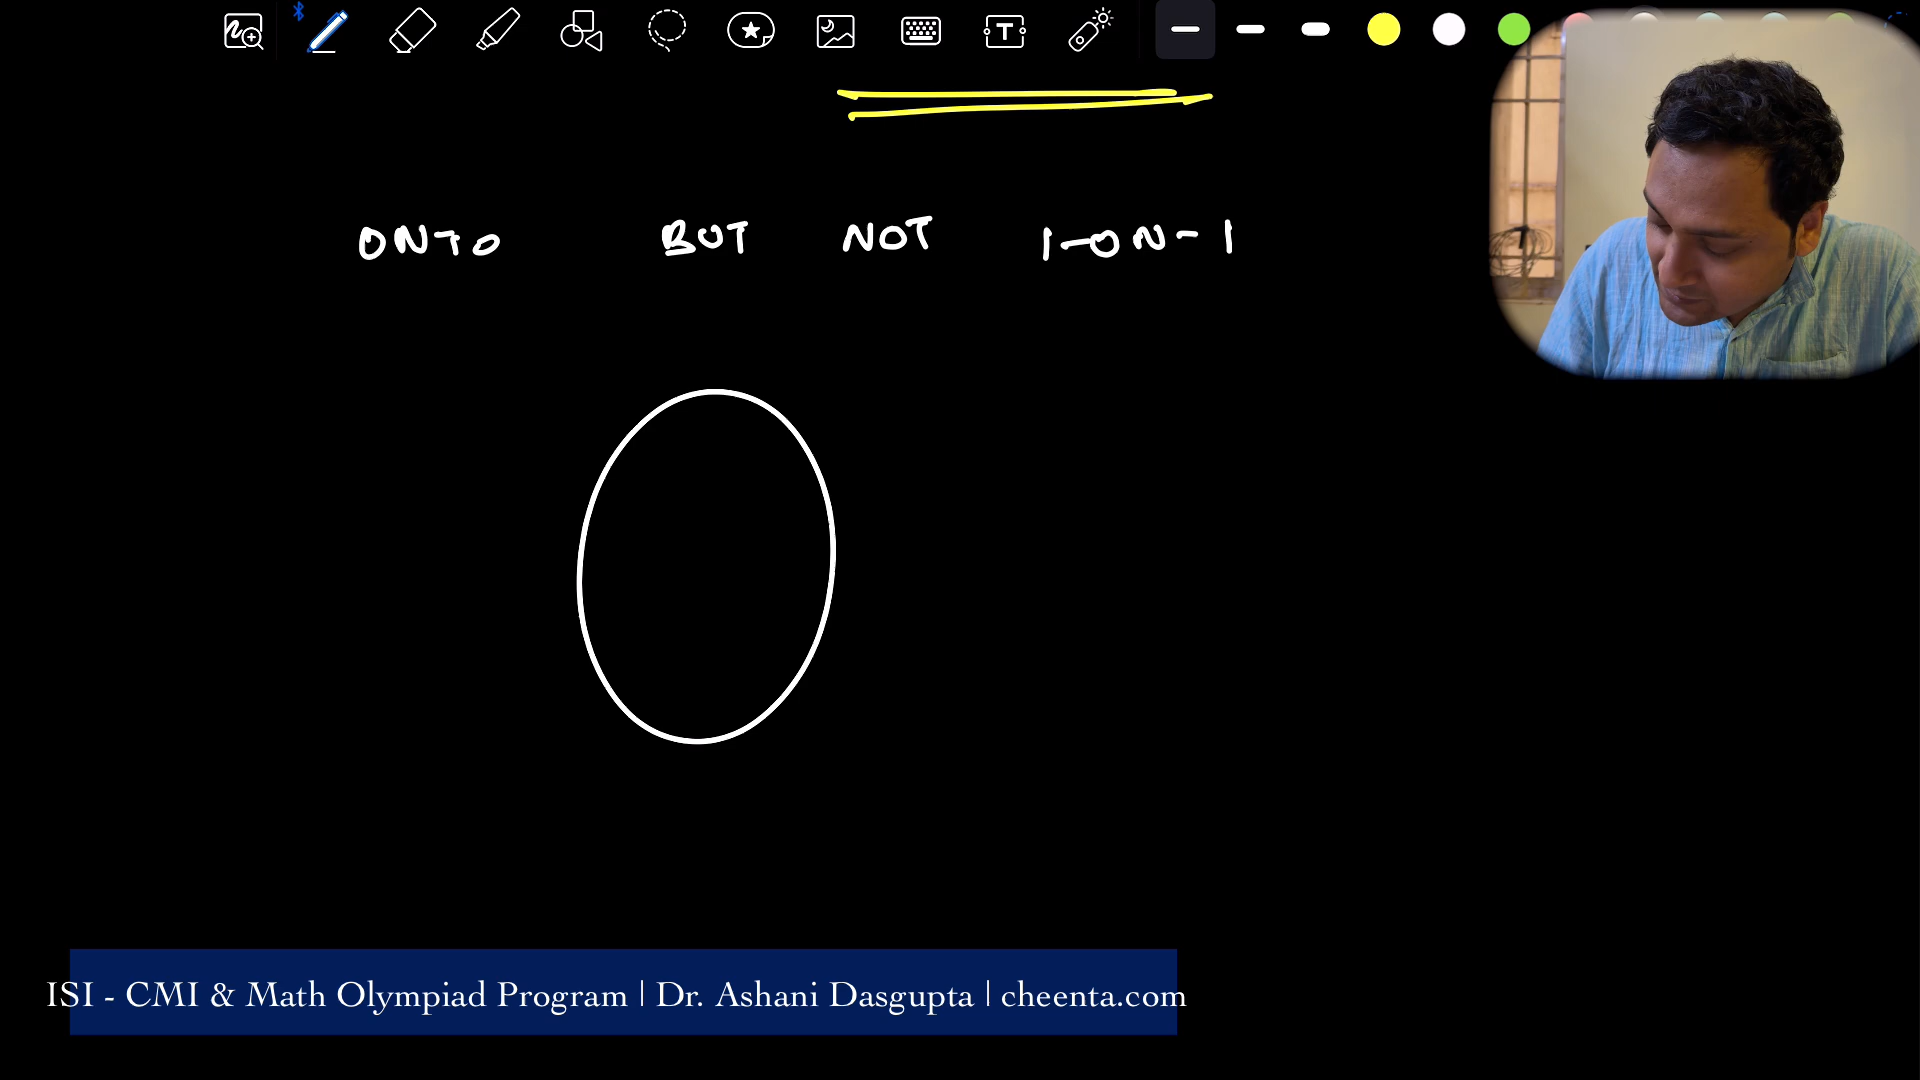 T
ONTO BUT NOT 1-ON-1
ISI - CMI & Math Olympiad Program | Dr. Ashani Dasgupta | cheenta.com